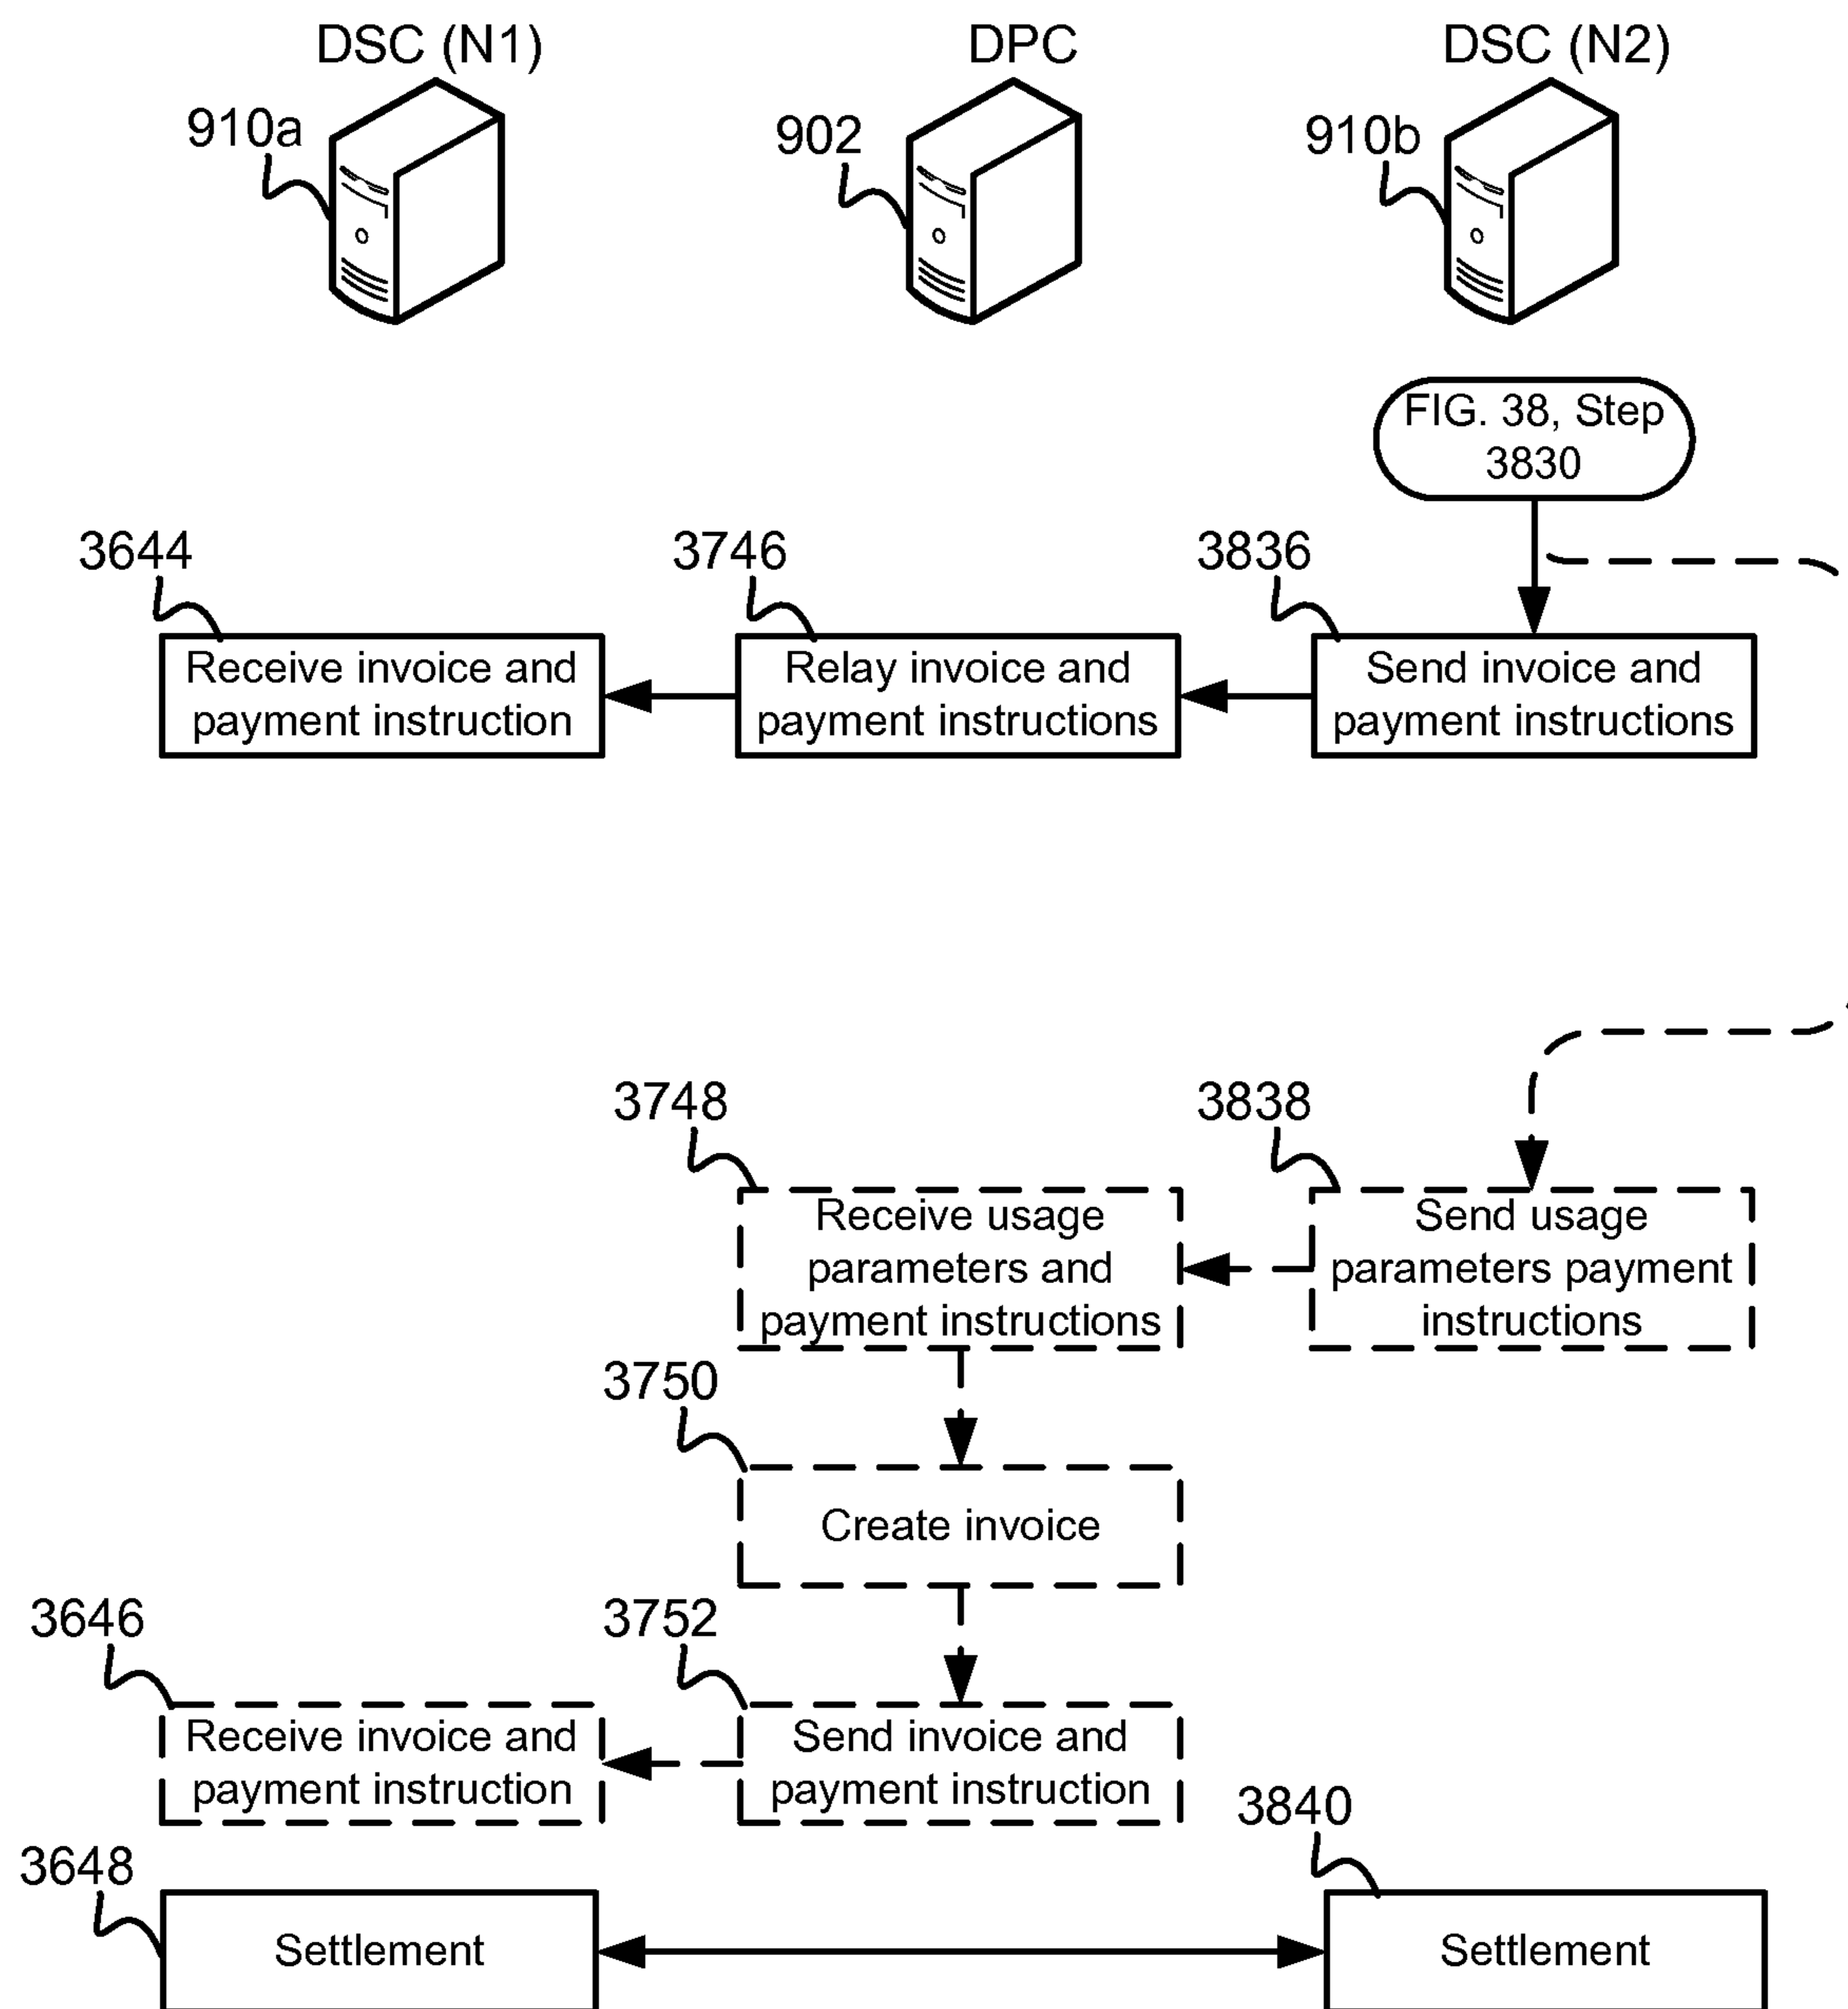 DSC (N1)
DPC
DSC (N2)
910a
902
910b
FIG. 38, Step
3830
3644
3746
3836
Receive invoice and
payment instruction
Relay invoice and
payment instructions
Send invoice and
payment instructions
3748
3838
Receive usage
parameters and
payment instructions
Send usage
parameters payment
instructions
3750
Create invoice
3646
3752
Receive invoice and
payment instruction
Send invoice and
payment instruction
3840
3648
Settlement
Settlement